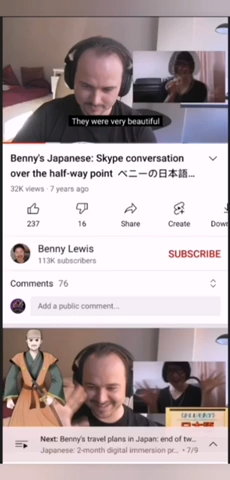 They were very beautiful
Benny's Japanese: Skype conversation
over the half-way point ベニーの日本語...
32K views · 7 years ago
237
16
Share
Create
Down
Benny Lewis
113K subscribers
SUBSCRIBE
Comments 76
Add a public comment...
Next: Benny's travel plans in Japan: end of tw...
Japanese: 2-month digital immersion pr... • 7/9